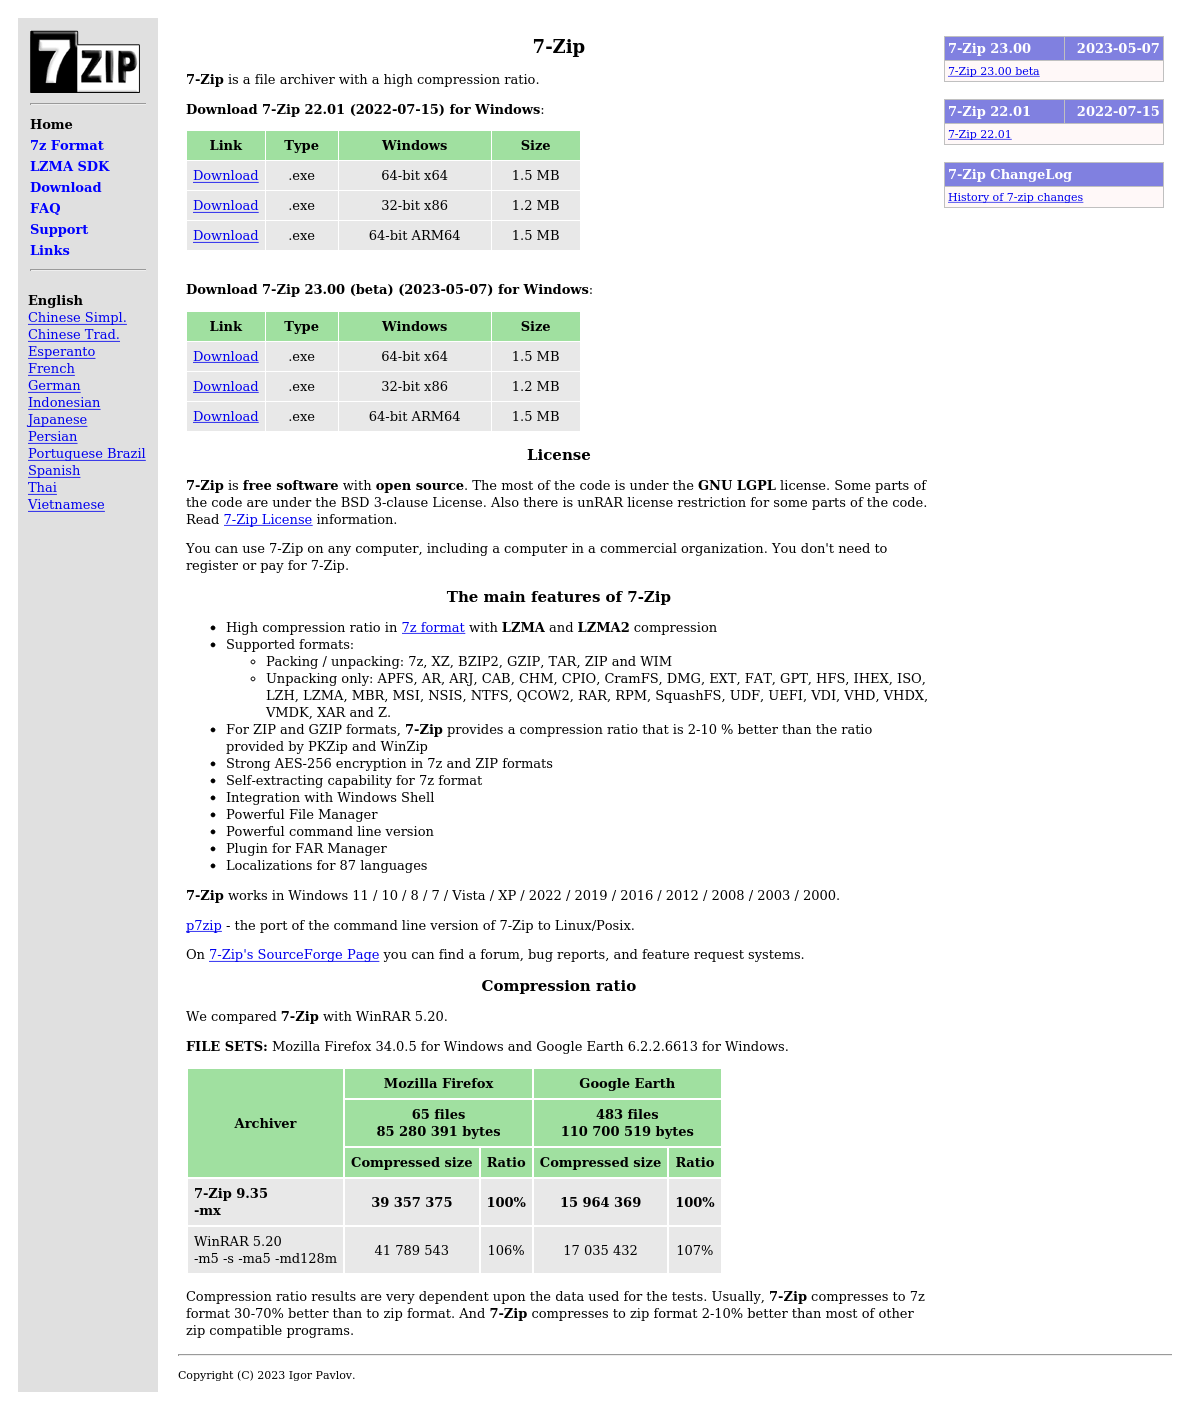 7ZIP
Home
7z Format
LZMA SDK
Download
FAQ
Support
Links
English
Chinese Simpl.
Chinese Trad.
Esperanto
French
German
Indonesian
Japanese
Persian
Portuguese Brazil
Spanish
Thai
Vietnamese
7-Zip
7-Zip is a file archiver with a high compression ratio.
Download 7-Zip 22.01 (2022-07-15) for Windows:
Link Type Windows Size
Download .exe 64-bit x64 1.5 MB
Download .exe 32-bit x86 1.2 MB
Download .exe 64-bit ARM64 1.5 MB
Download 7-Zip 23.00 (beta) (2023-05-07) for Windows:
Link Type Windows Size
Download .exe 64-bit x64 1.5 MB
Download .exe 32-bit x86 1.2 MB
Download .exe 64-bit ARM64 1.5 MB
License
7-Zip is free software with open source. The most of the code is under the GNU LGPL license. Some parts of
the code are under the BSD 3-clause License. Also there is unRAR license restriction for some parts of the code.
Read 7-Zip License information.
You can use 7-Zip on any computer, including a computer in a commercial organization. You don't need to
register or pay for 7-Zip.
The main features of 7-Zip
• High compression ratio in 7z format with LZMA and LZMA2 compression
• Supported formats:
◦ Packing / unpacking: 7z, XZ, BZIP2, GZIP, TAR, ZIP and WIM
◦ Unpacking only: APFS, AR, ARJ, CAB, CHM, CPIO, CramFS, DMG, EXT, FAT, GPT, HFS, IHEX, ISO,
LZH, LZMA, MBR, MSI, NSIS, NTFS, QCOW2, RAR, RPM, SquashFS, UDF, UEFI, VDI, VHD, VHDX,
VMDK, XAR and Z.
• For ZIP and GZIP formats, 7-Zip provides a compression ratio that is 2-10 % better than the ratio
provided by PKZip and WinZip
• Strong AES-256 encryption in 7z and ZIP formats
• Self-extracting capability for 7z format
• Integration with Windows Shell
• Powerful File Manager
• Powerful command line version
• Plugin for FAR Manager
• Localizations for 87 languages
7-Zip works in Windows 11 / 10 / 8 / 7 / Vista / XP / 2022 / 2019 / 2016 / 2012 / 2008 / 2003 / 2000.
p7zip - the port of the command line version of 7-Zip to Linux/Posix.
On 7-Zip's SourceForge Page you can find a forum, bug reports, and feature request systems.
Compression ratio
We compared 7-Zip with WinRAR 5.20.
FILE SETS: Mozilla Firefox 34.0.5 for Windows and Google Earth 6.2.2.6613 for Windows.
Archiver
Mozilla Firefox Google Earth
65 files 483 files
85 280 391 bytes 110 700 519 bytes
Compressed size Ratio Compressed size Ratio
7-Zip 9.35
-mx
39 357 375 100% 15 964 369 100%
WinRAR 5.20
-m5 -s -ma5 -md128m
41 789 543 106% 17 035 432 107%
Compression ratio results are very dependent upon the data used for the tests. Usually, 7-Zip compresses to 7z
format 30-70% better than to zip format. And 7-Zip compresses to zip format 2-10% better than most of other
zip compatible programs.
7-Zip 23.00 2023-05-07
7-Zip 23.00 beta
7-Zip 22.01 2022-07-15
7-Zip 22.01
7-Zip ChangeLog
History of 7-zip changes
Copyright (C) 2023 Igor Pavlov.